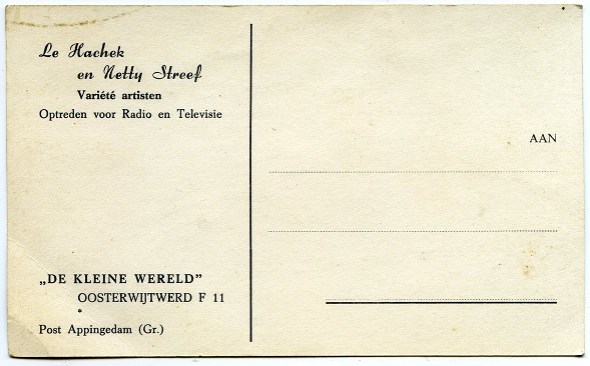 Le Hachek
en Netty Streef
Variété artisten
Optreden voor Radio en Televisie
„DE KLEINE WERELD”
OOSTERWIJTWERD F 11
*
Post Appingedam (Gr.)
AAN